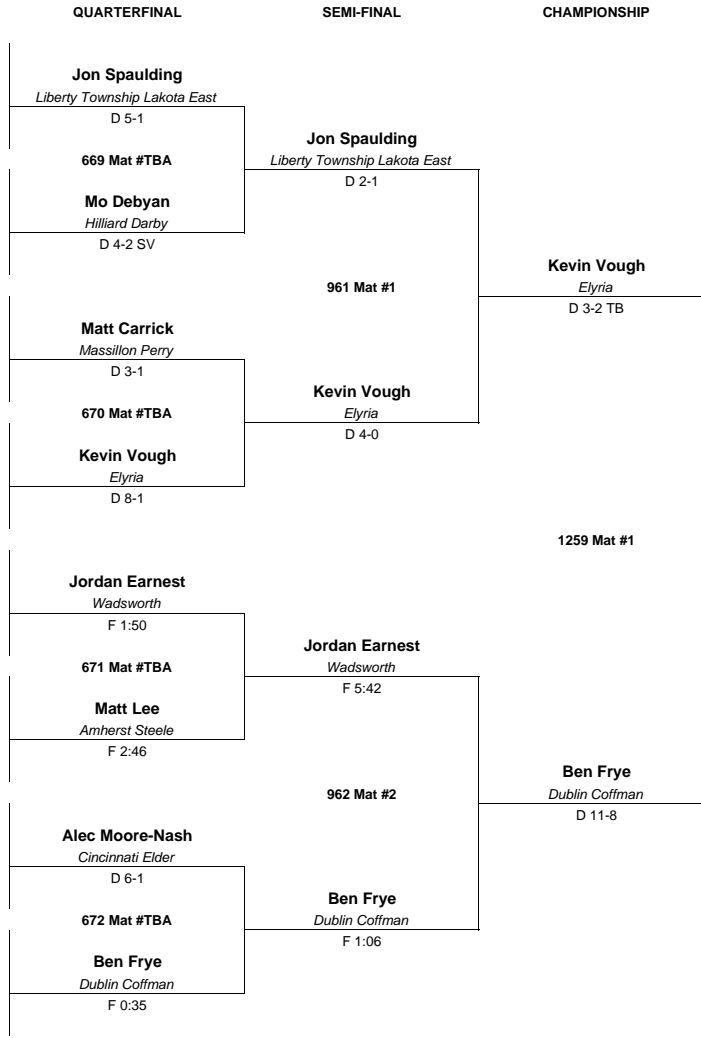 QUARTERFINAL SEMI-FINAL CHAMPIONSHIP
Jon Spaulding
Liberty Township Lakota East
D 5-1
Jon Spaulding
669 Mat #TBA Liberty Township Lakota East
D 2-1
Mo Debyan
Hilliard Darby
D 4-2 SV
Kevin Vough
961 Mat #1 Elyria
D 3-2 TB
Matt Carrick
Massillon Perry
D 3-1
Kevin Vough
670 Mat #TBA Elyria
D 4-0
Kevin Vough
Elyria
D 8-1
1259 Mat #1
Jordan Earnest
Wadsworth
F 1:50
Jordan Earnest
671 Mat #TBA Wadsworth
F 5:42
Matt Lee
Amherst Steele
F 2:46
Ben Frye
962 Mat #2 Dublin Coffman
D 11-8
Alec Moore-Nash
Cincinnati Elder
D 6-1
Ben Frye
672 Mat #TBA Dublin Coffman
F 1:06
Ben Frye
Dublin Coffman
F 0:35